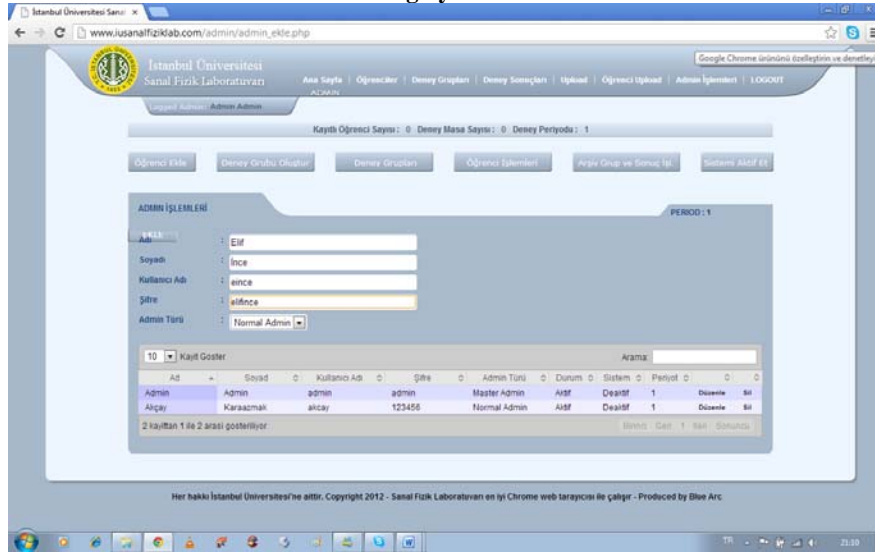 İstanbul Üniversitesi Sanal
www.iusanalfiziklab.com/admin/admin_ekle.php
Google Chrome ürününü özelleştirin ve denetleyi
İstanbul Üniversitesi
Sanal Fizik Laboratuvarı
Ana Sayfa | Öğrenciler | Deney Grupları | Deney Sonuçları | Upload | Öğrenci Upload | Admin İşlemleri | LOGOUT
ADMIN
Logged Admin: Admin Admin
Kayıtlı Öğrenci Sayısı : 0 Deney Masa Sayısı : 0 Deney Periyodu : 1
Öğrenci Ekle
Deney Grubu Oluştur
Deney Grupları
Öğrenci İşlemleri
Arşiv Grup ve Sonuç İşl.
Sistemi Aktif Et
ADMIN İŞLEMLERİ
PERIOD : 1
EKLE
Adı : Elif
Soyadı : İnce
Kullanıcı Adı : eince
Şifre : elifince
Admin Türü : Normal Admin
10 Kayıt Goster
Arama:
Ad Soyad Kullanıcı Adı Şifre Admin Türü Durum Sistem Periyot
Admin Admin admin admin Master Admin Aktif Deaktif 1 Düzenle Sil
Akçay Karaazmak akcay 123456 Normal Admin Aktif Deaktif 1 Düzenle Sil
2 kayıttan 1 ile 2 arasi gosteriliyor
Birinci Geri 1 İleri Sonuncu
Her hakkı İstanbul Üniversitesi'ne aittir. Copyright 2012 - Sanal Fizik Laboratuvarı en iyi Chrome web tarayıcısı ile çalışır - Produced by Blue Arc
TR
21:10